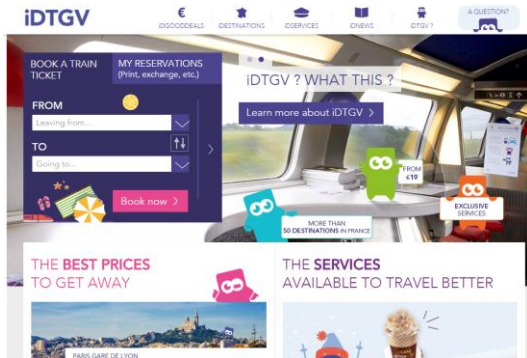 iDTGV
€
IDGOODDEALS
IDESTINATIONS
IDSERVICES
IDNEWS
IDTGV ?
A QUESTION?
BOOK A TRAIN
TICKET
MY RESERVATIONS
(Print, exchange, etc.)
FROM
Leaving from...
TO
Going to...
Book now >
iDTGV ? WHAT THIS ?
Learn more about iDTGV >
FROM
€19
EXCLUSIVE
SERVICES
MORE THAN
50 DESTINATIONS IN FRANCE
THE BEST PRICES
TO GET AWAY
THE SERVICES
AVAILABLE TO TRAVEL BETTER
PARIS GARE DE LYON